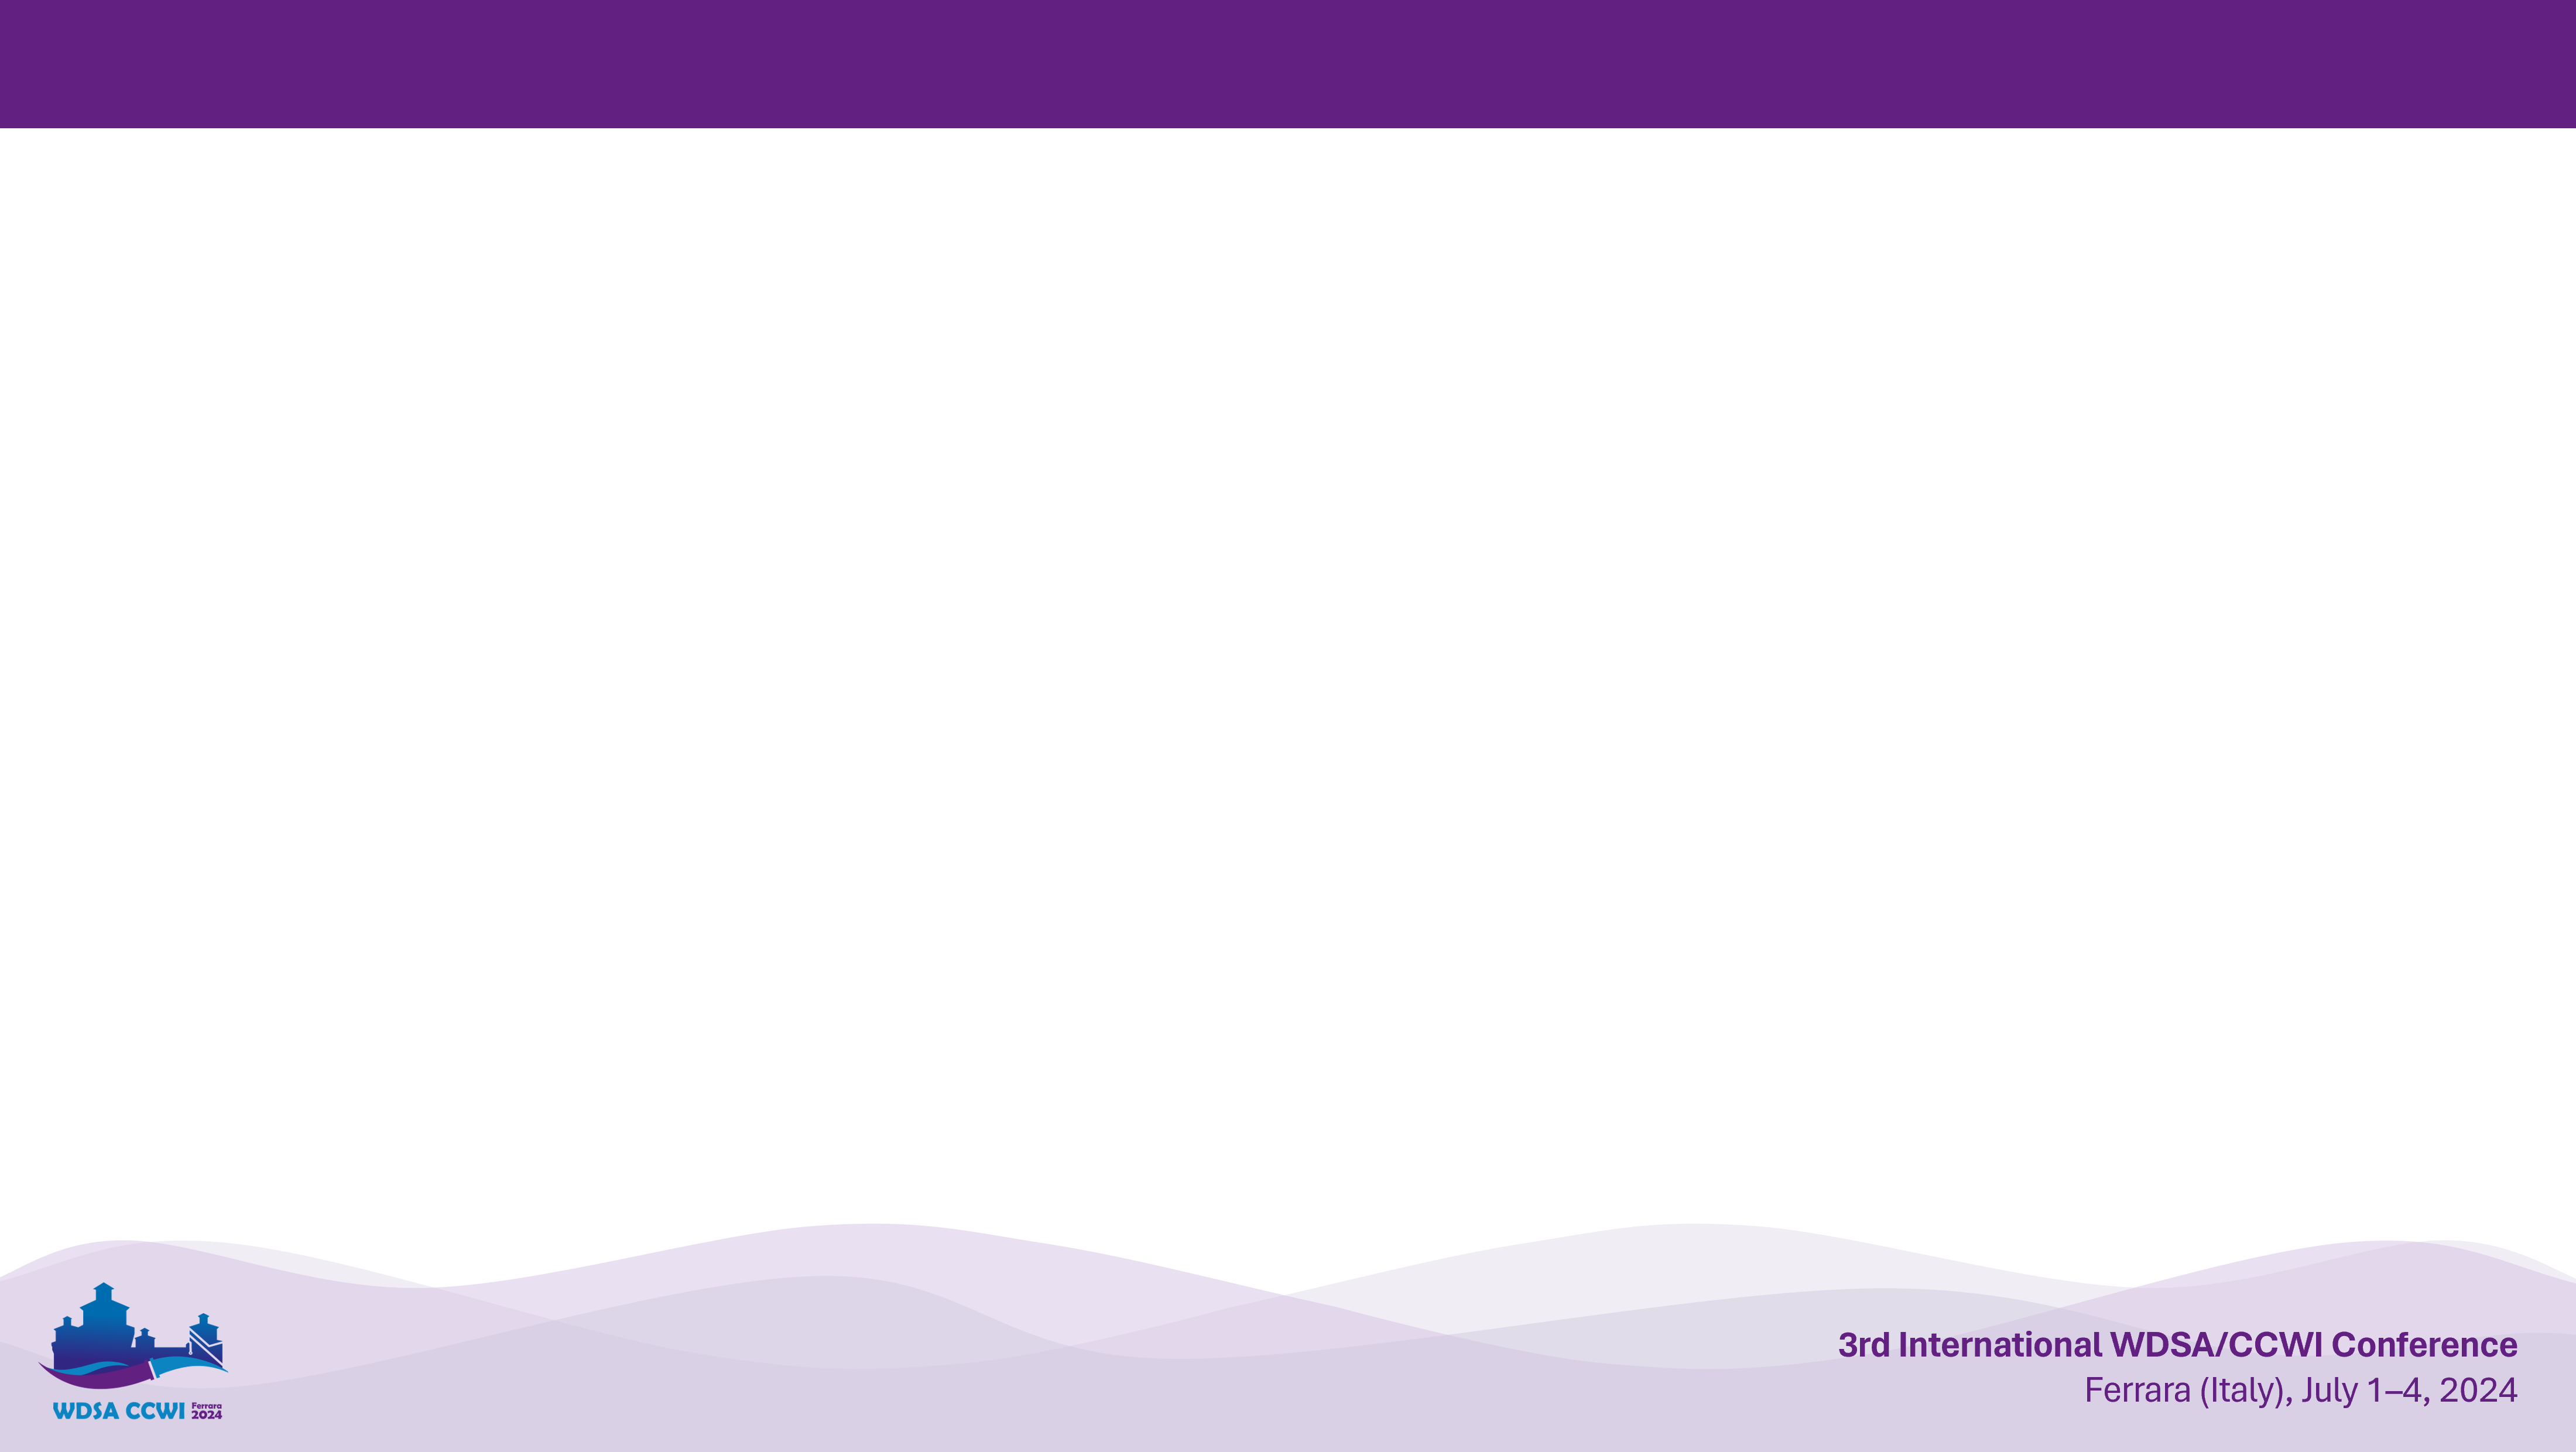 WDSA CCWI Ferrara 2024
3rd International WDSA/CCWI Conference
Ferrara (Italy), July 1–4, 2024